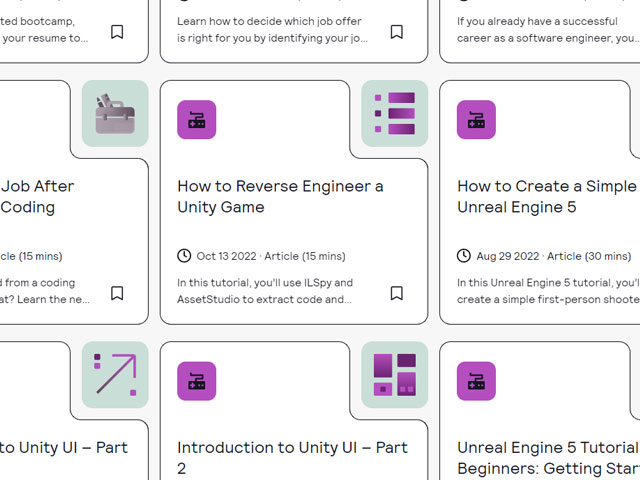 ted bootcamp,
your resume to...
Learn how to decide which job offer
is right for you by identifying your jo...
If you already have a successful
career as a software engineer, you...
Job After
Coding
cle (15 mins)
d from a coding
at? Learn the ne...
How to Reverse Engineer a
Unity Game
Oct 13 2022 · Article (15 mins)
In this tutorial, you'll use ILSpy and
AssetStudio to extract code and...
How to Create a Simple
Unreal Engine 5
Aug 29 2022 · Article (30 mins)
In this Unreal Engine 5 tutorial, you'l
create a simple first-person shoote
to Unity UI – Part
Introduction to Unity UI – Part
2
Unreal Engine 5 Tutorial
Beginners: Getting Star